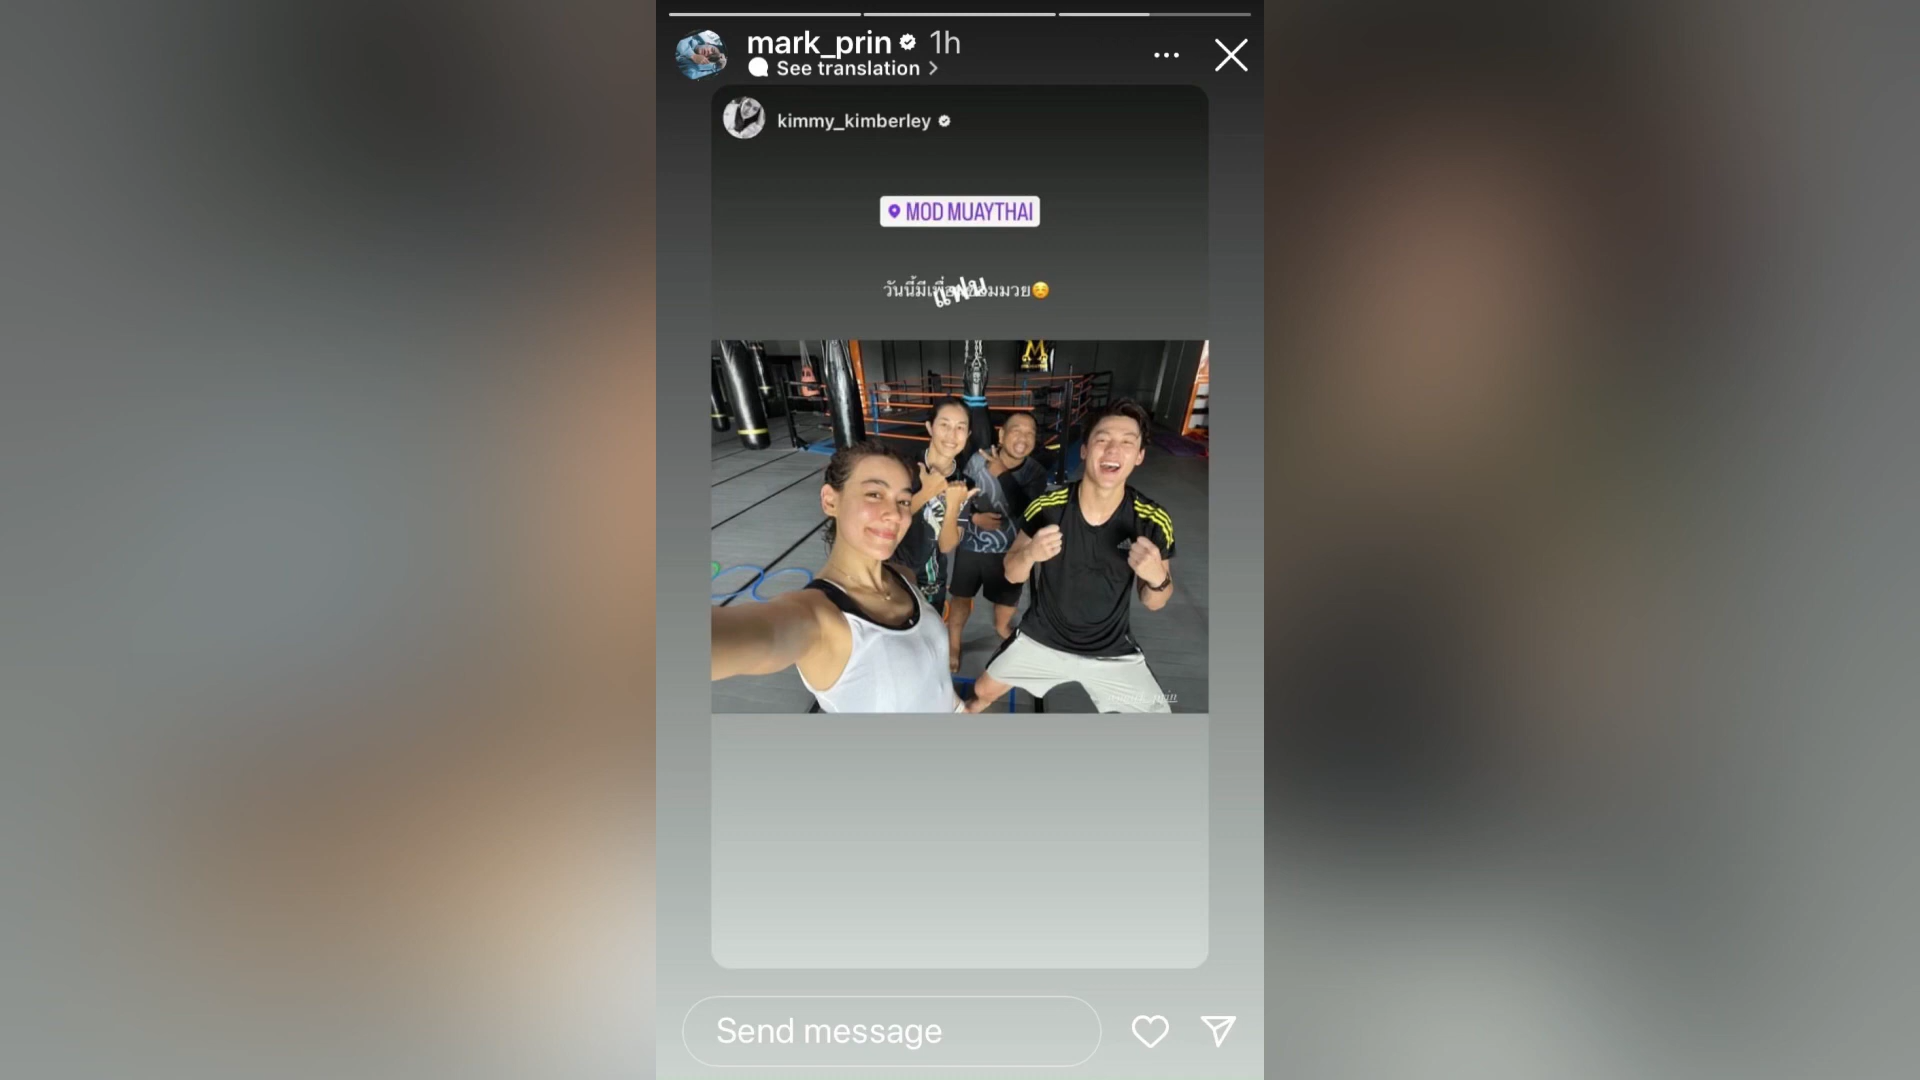 mark_prin 1h
See translation
kimmy_kimberley
MOD MUAYTHAI
วันนี้มี
แฟน
มวย
Send message